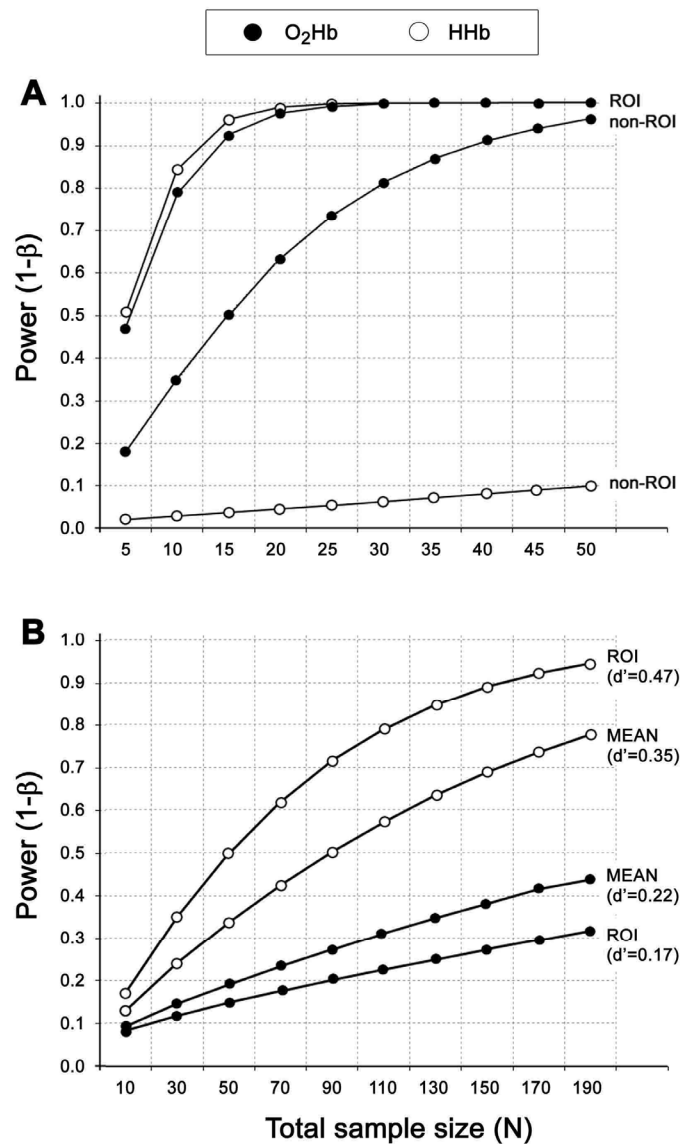 O₂Hb HHb
A
1.0 ROI
0.9 non-ROI
0.8
0.7
0.6
0.5
0.4
0.3
0.2
0.1 non-ROI
0.0
Power (1-β)
5 10 15 20 25 30 35 40 45 50
B
1.0 ROI
(d'=0.47)
0.9
0.8 MEAN
(d'=0.35)
0.7
0.6
0.5
0.4 MEAN
(d'=0.22)
0.3 ROI
(d'=0.17)
0.2
0.1
0.0
Power (1-β)
10 30 50 70 90 110 130 150 170 190
Total sample size (N)